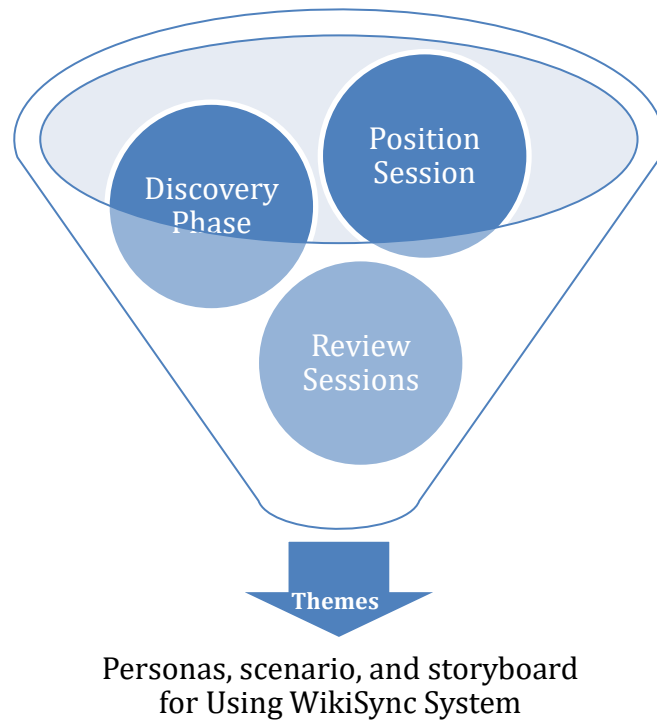 Position
Session
Discovery
Phase
Review
Sessions
Themes
Personas, scenario, and storyboard
for Using WikiSync System